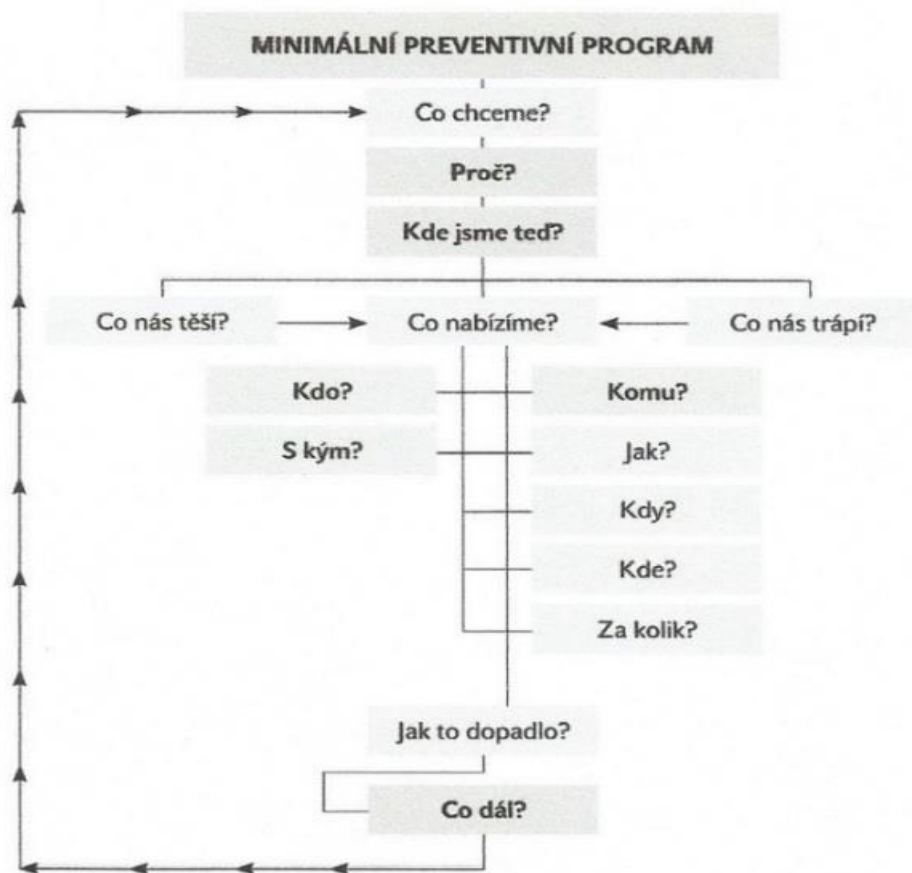 MINIMÁLNÍ PREVENTIVNÍ PROGRAM
Co chceme?
Proč?
Kde jsme teď?
Co nás těší?
Co nabízíme?
Co nás trápí?
Kdo?
Komu?
S kým?
Jak?
Kdy?
Kde?
Za kolik?
Jak to dopadlo?
Co dál?